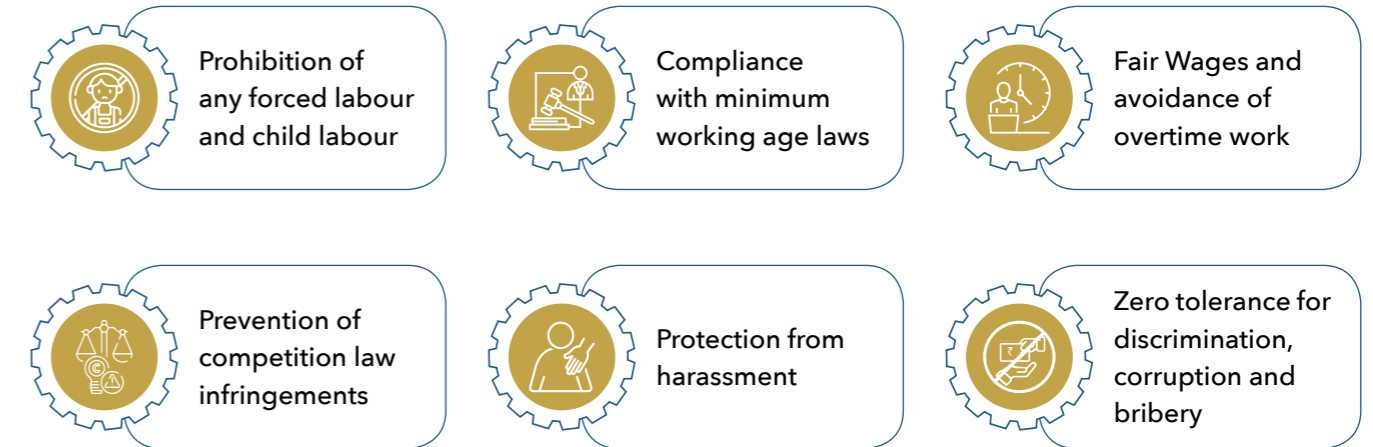 Prohibition of
any forced labour
and child labour
Compliance
with minimum
working age laws
Fair Wages and
avoidance of
overtime work
Prevention of
competition law
infringements
Protection from
harassment
Zero tolerance for
discrimination,
corruption and
bribery